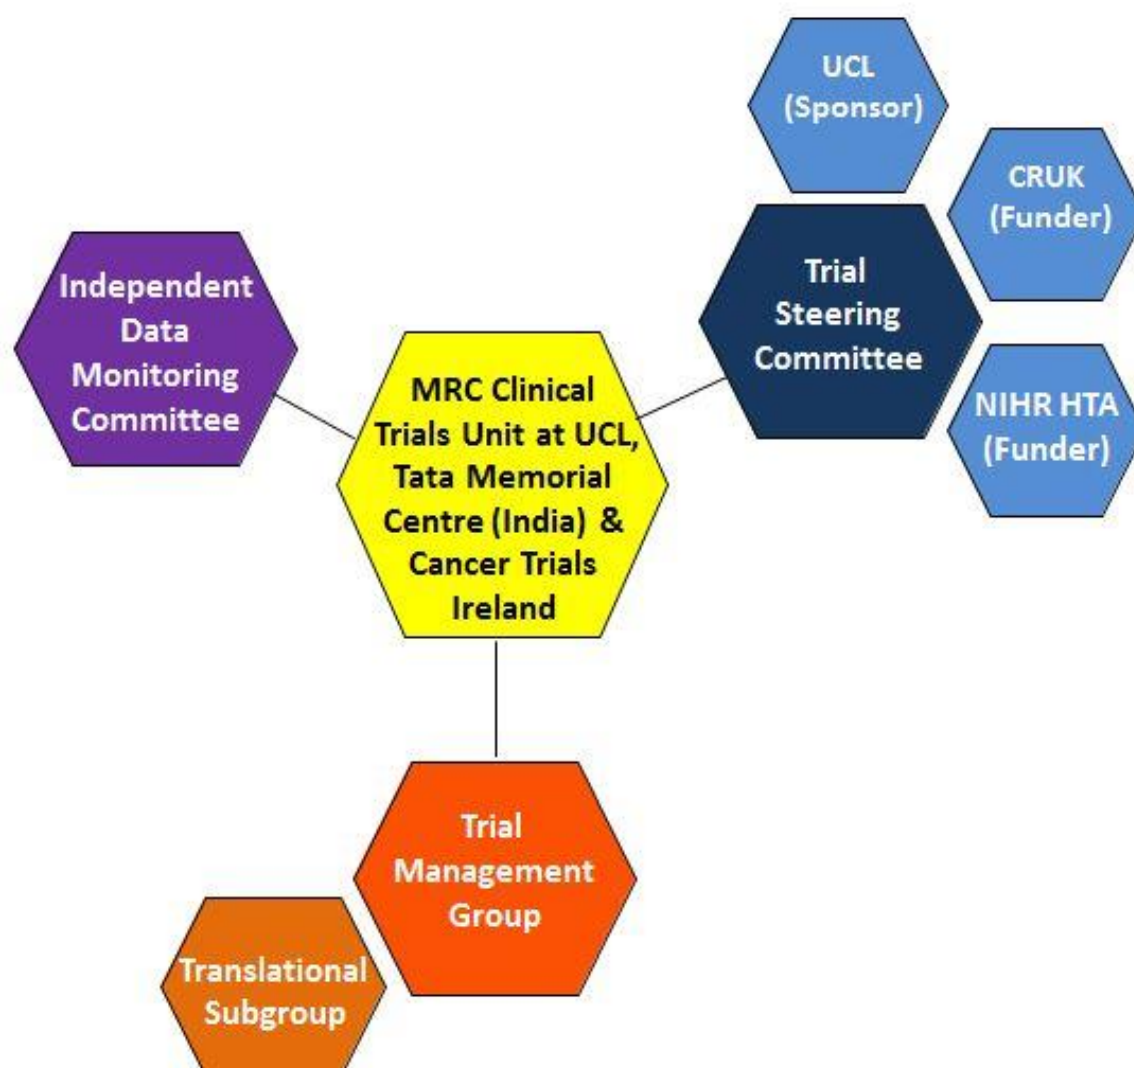 UCL
(Sponsor)
CRUK
(Funder)
Trial
Steering
Committee
NIHR HTA
(Funder)
Independent
Data
Monitoring
Committee
MRC Clinical
Trials Unit at UCL,
Tata Memorial
Centre (India) &
Cancer Trials
Ireland
Trial
Management
Group
Translational
Subgroup